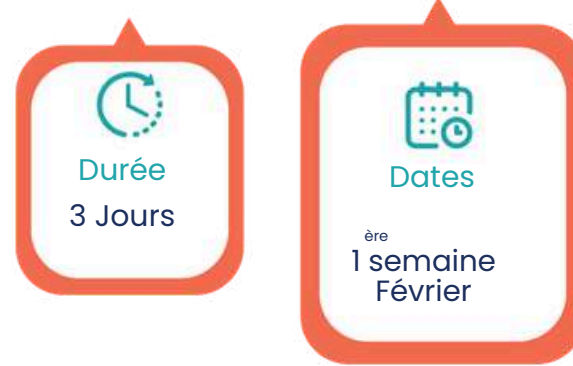 Durée
3 Jours
Dates
ère
1 semaine
Février